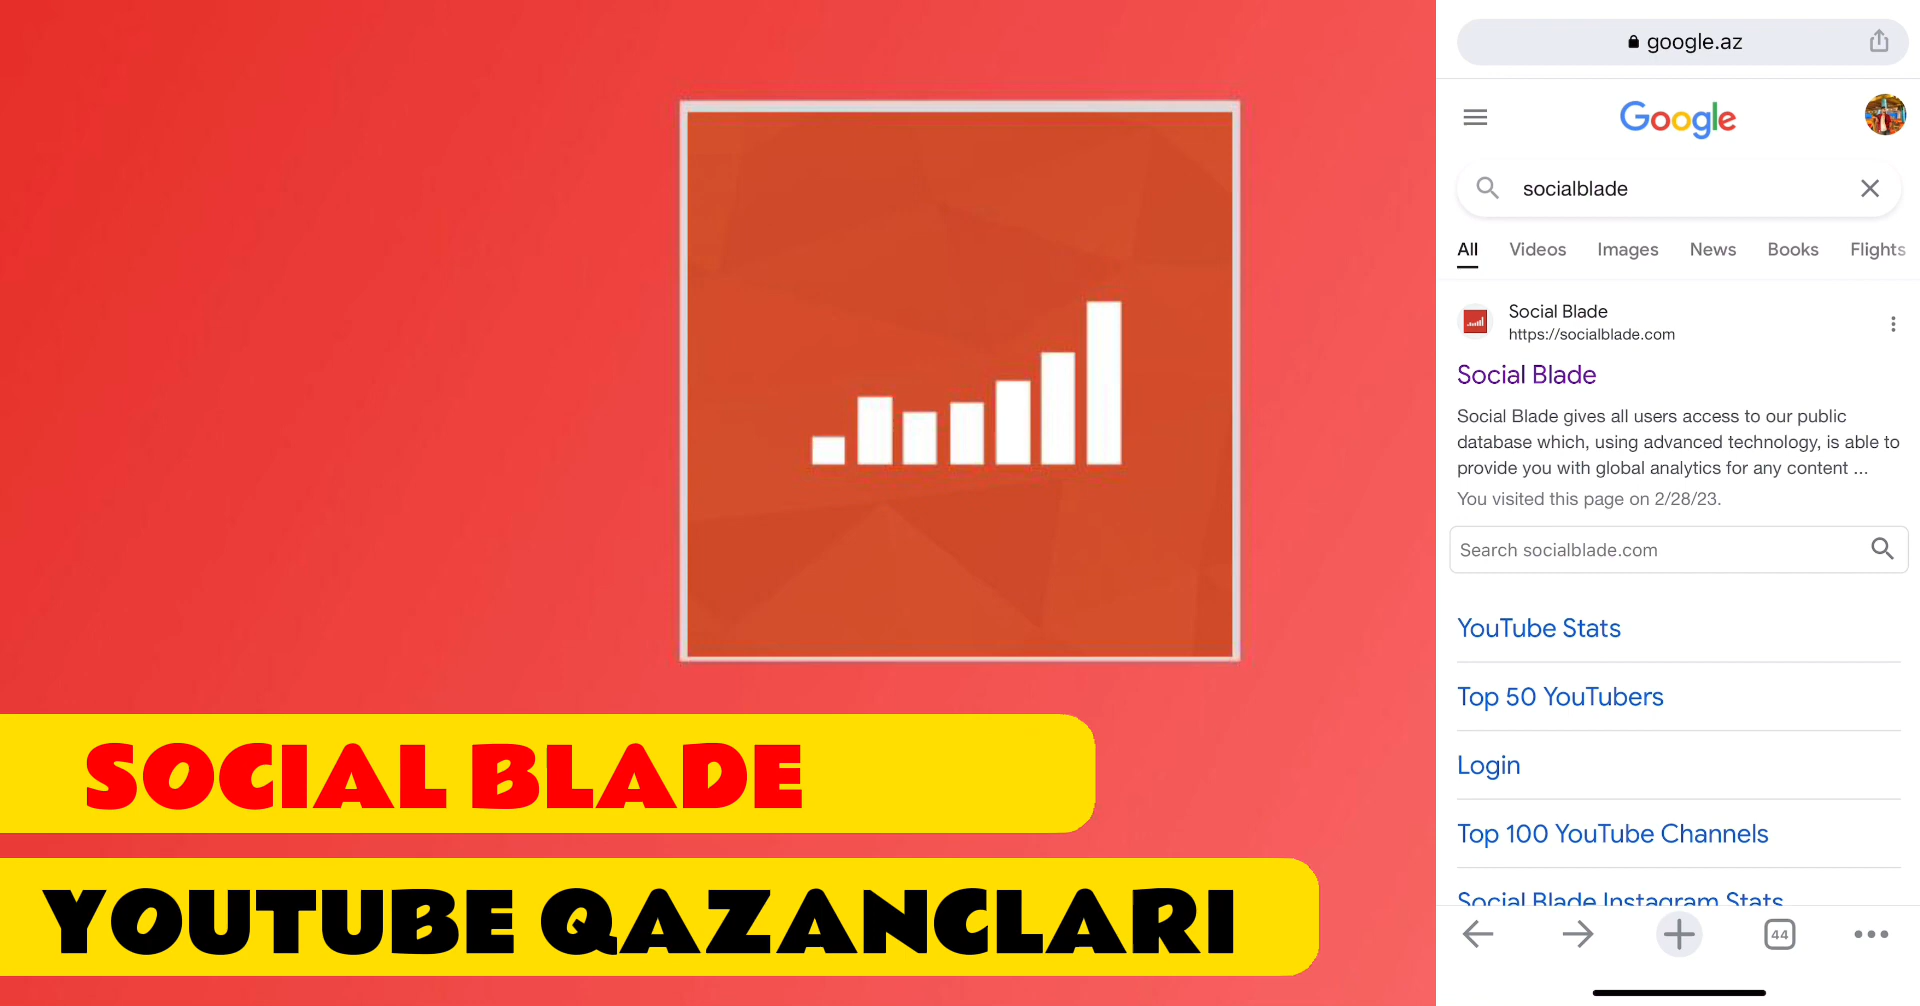 SOCIAL BLADE
YOUTUBE QAZANCLARI
google.az
Google
socialblade
All Videos Images News Books Flights
Social Blade
https://socialblade.com
Social Blade
Social Blade gives all users access to our public
database which, using advanced technology, is able to
provide you with global analytics for any content ...
You visited this page on 2/28/23.
Search socialblade.com
YouTube Stats
Top 50 YouTubers
Login
Top 100 YouTube Channels
Social Blade Instagram Stats
44